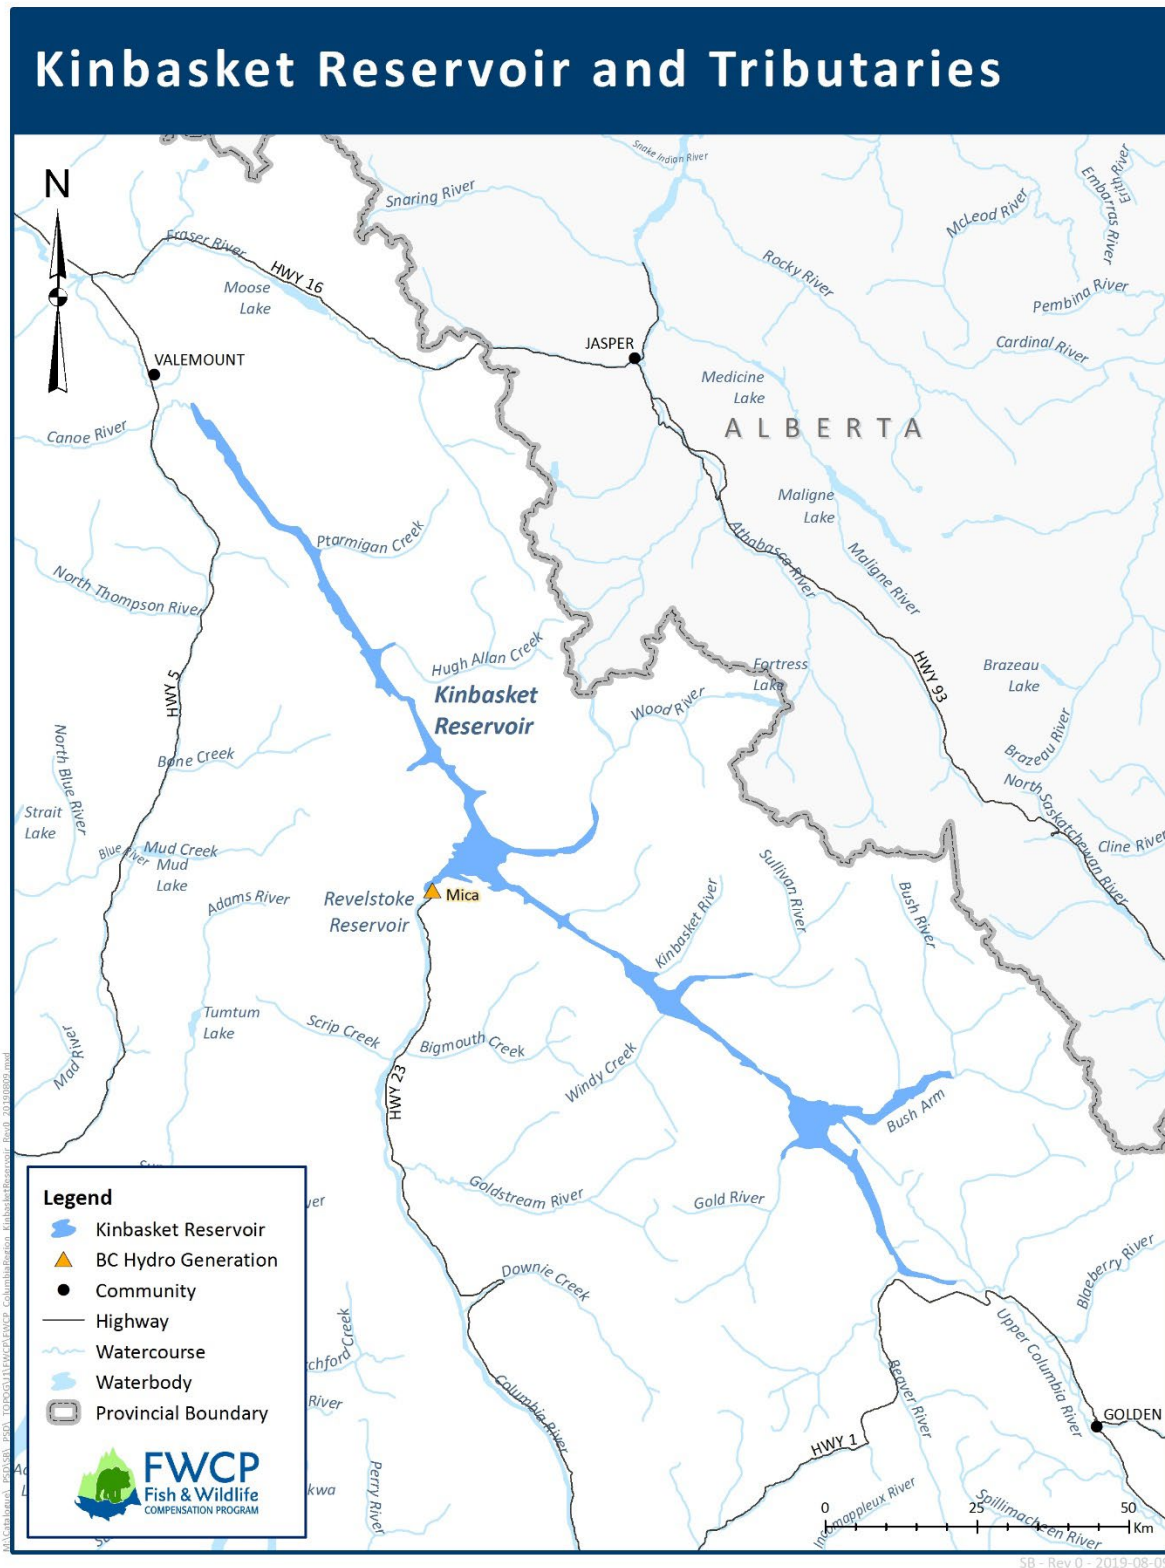 Kinbasket Reservoir and Tributaries
N
Snake Indian River
Snaring River
McLeod River
Embarras River
Erith River
Fraser River
HWY 16
Moose
Lake
Rocky River
Pembina River
Cardinal River
JASPER
VALEMOUNT
Medicine
Lake
ALBERTA
Canoe River
Maligne
Lake
Ptarmigan Creek
Athabasca River
Maligne River
North Thompson River
Hugh Allan Creek
Kinbasket
Reservoir
Fortress
Lake
Wood River
HWY 93
Brazeau
Lake
Brazeau River
HWY 5
North Blue River
Bone Creek
North Saskatchewan River
Strait
Lake
Blue River
Mud Creek
Mud
Lake
Cline River
Adams River
Revelstoke
Reservoir
Mica
Kinbasket River
Sullivan River
Bush River
Tumtum
Lake
Scrip Creek
Bigmouth Creek
Windy Creek
Mad River
HWY 23
Bush Arm
Goldstream River
Gold River
Downie Creek
Blaeberry River
Upper Columbia River
Columbia River
Beaver River
GOLDEN
HWY 1
Incomappleux River
Spillimacheen River
Perry River
ver
chford Creek
River
kwa
Legend
Kinbasket Reservoir
BC Hydro Generation
Community
Highway
Watercourse
Waterbody
Provincial Boundary
FWCP
Fish & Wildlife
COMPENSATION PROGRAM
0 25 50
Km